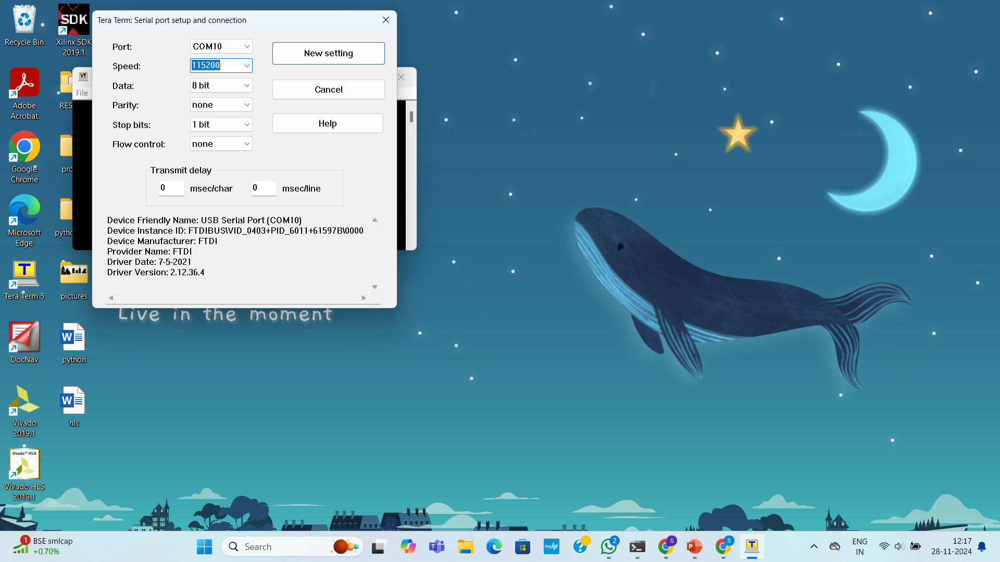 Recycle Bin
SDK
Xilinx SDK
2019.1
Adobe
Acrobat
RES
Google
Chrome
pro
Microsoft
Edge
pytho
Tera Term 5
pictures
DocNav
python
Vivado
2019.1
hls
Vivado™ HLS
Vivado HLS
2019.1
VT
File
Tera Term: Serial port setup and connection
Port:
COM10
New setting
Speed:
115200
Data:
8 bit
Cancel
Parity:
none
Stop bits:
1 bit
Help
Flow control:
none
Transmit delay
0
msec/char
0
msec/line
Device Friendly Name: USB Serial Port (COM10)
Device Instance ID: FTDIBUS\VID_0403+PID_6011+61597B\0000
Device Manufacturer: FTDI
Provider Name: FTDI
Driver Date: 7-5-2021
Driver Version: 2.12.36.4
Live in the moment
1
BSE smlcap
+0.70%
Search
myhp
2
S
P
S
T
ENG
IN
12:17
28-11-2024